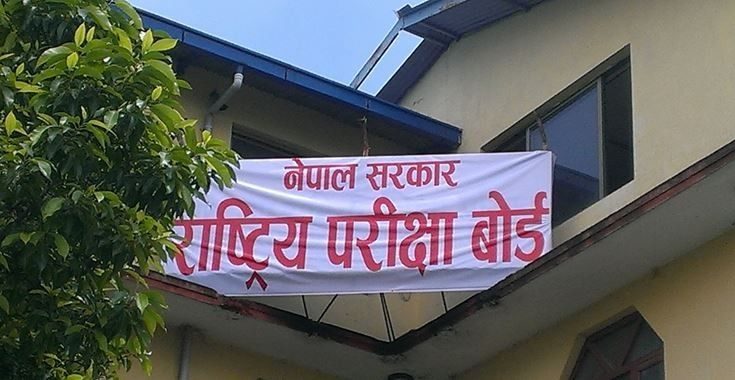 नेपाल सरकार
राष्ट्रिय परीक्षा बोर्ड